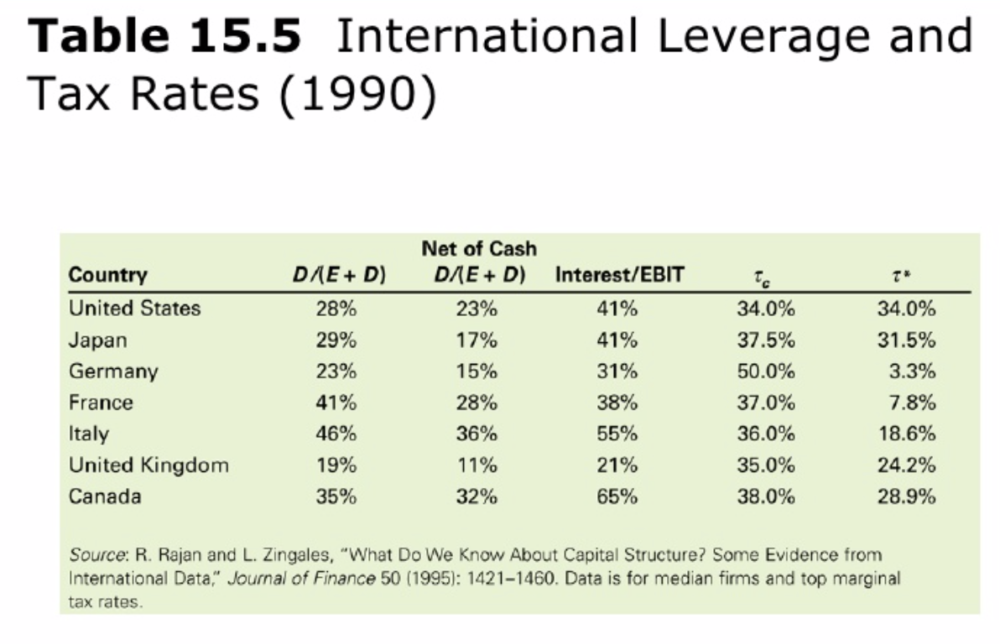 Table 15.5 International Leverage and
Tax Rates (1990)
Net of Cash
Country D/(E + D) D/(E + D) Interest/EBIT τc τ*
United States 28% 23% 41% 34.0% 34.0%
Japan 29% 17% 41% 37.5% 31.5%
Germany 23% 15% 31% 50.0% 3.3%
France 41% 28% 38% 37.0% 7.8%
Italy 46% 36% 55% 36.0% 18.6%
United Kingdom 19% 11% 21% 35.0% 24.2%
Canada 35% 32% 65% 38.0% 28.9%
Source: R. Rajan and L. Zingales, “What Do We Know About Capital Structure? Some Evidence from
International Data,” Journal of Finance 50 (1995): 1421–1460. Data is for median firms and top marginal
tax rates.